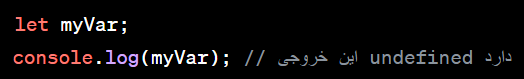 let myVar;
console.log(myVar); // این خروجی undefined دارد